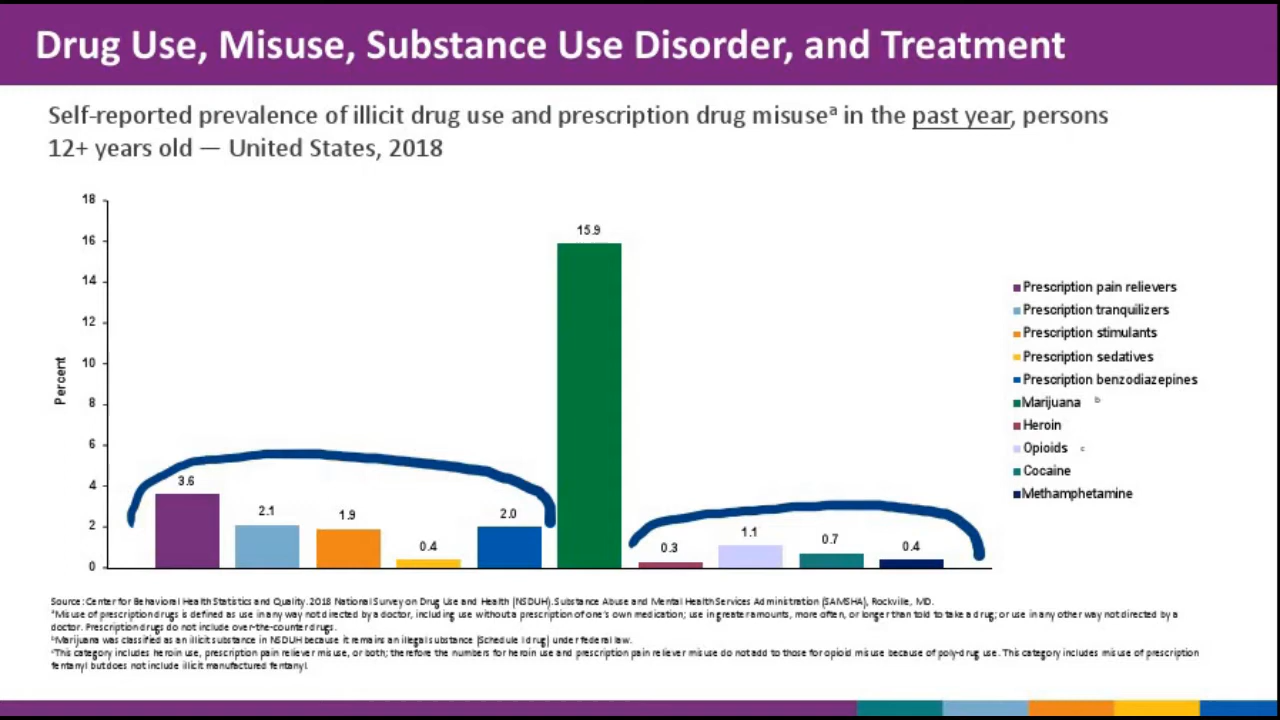 Drug Use, Misuse, Substance Use Disorder, and Treatment
Self-reported prevalence of illicit drug use and prescription drug misuseᵃ in the past year, persons
12+ years old — United States, 2018
18
16
14
12
10
8
6
4
2
0
Percent
3.6
2.1
1.9
0.4
2.0
15.9
0.3
1.1
0.7
0.4
Prescription pain relievers
Prescription tranquilizers
Prescription stimulants
Prescription sedatives
Prescription benzodiazepines
Marijuana ᵇ
Heroin
Opioids ᶜ
Cocaine
Methamphetamine
Source: Center for Behavioral Health Statistics and Quality. 2018 National Survey on Drug Use and Health (NSDUH). Substance Abuse and Mental Health Services Administration (SAMSHA), Rockville, MD.
ᵃMisuse of prescription drugs is defined as use in any way not directed by a doctor, including use without a prescription of one's own medication; use in greater amounts, more often, or longer than told to take a drug; or use in any other way not directed by a
doctor. Prescription drugs do not include over-the-counter drugs.
ᵇMarijuana was classified as an illicit substance in NSDUH because it remains an illegal substance (Schedule I drug) under federal law.
ᶜThis category includes heroin use, prescription pain reliever misuse, or both; therefore the numbers for heroin use and prescription pain reliever misuse do not add to those for opioid misuse because of poly-drug use. This category includes misuse of prescription
fentanyl but does not include illicit manufactured fentanyl.